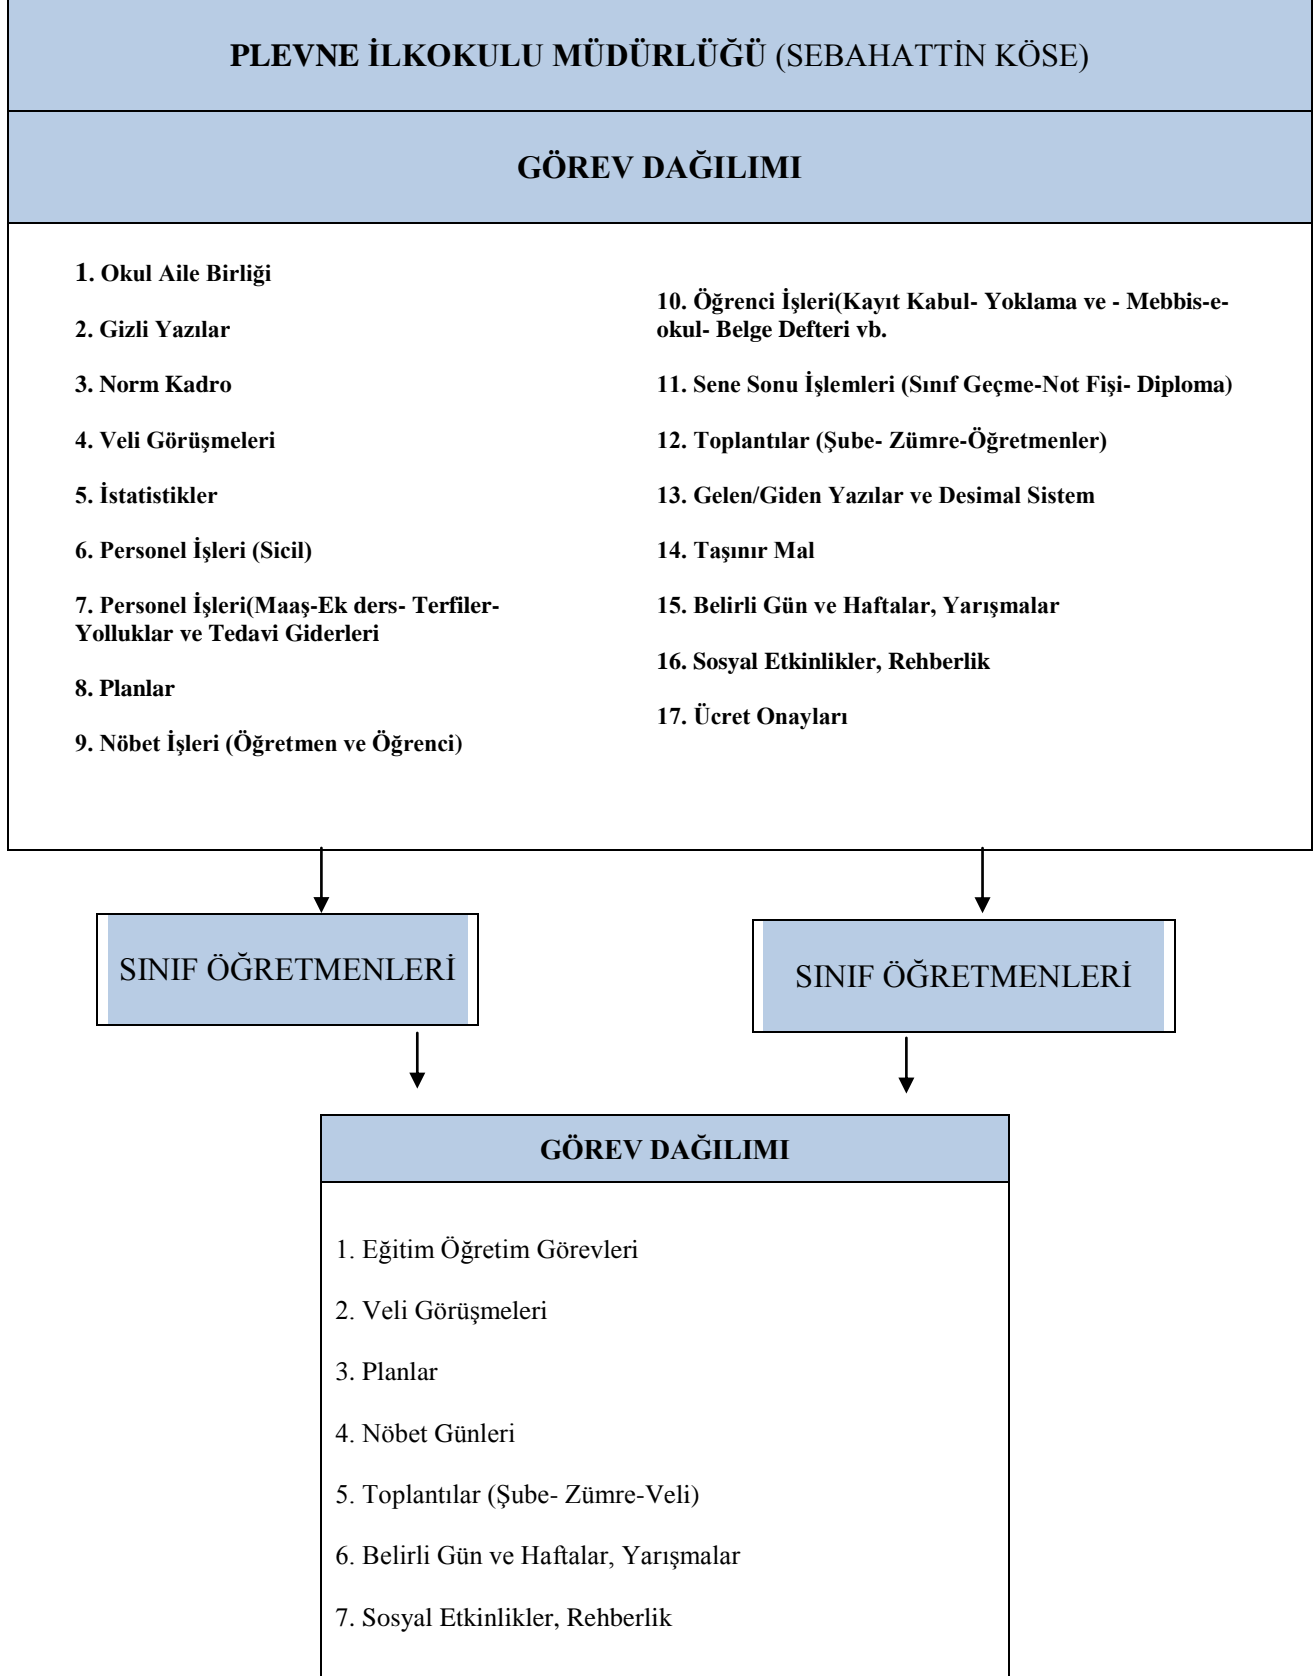 PLEVNE İLKOKULU MÜDÜRLÜĞÜ (SEBAHATTİN KÖSE)
GÖREV DAĞILIMI
1. Okul Aile Birliği
2. Gizli Yazılar
3. Norm Kadro
4. Veli Görüşmeleri
5. İstatistikler
6. Personel İşleri (Sicil)
7. Personel İşleri(Maaş-Ek ders- Terfiler-
Yolluklar ve Tedavi Giderleri
8. Planlar
9. Nöbet İşleri (Öğretmen ve Öğrenci)
10. Öğrenci İşleri(Kayıt Kabul- Yoklama ve - Mebbis-e-
okul- Belge Defteri vb.
11. Sene Sonu İşlemleri (Sınıf Geçme-Not Fişi- Diploma)
12. Toplantılar (Şube- Zümre-Öğretmenler)
13. Gelen/Giden Yazılar ve Desimal Sistem
14. Taşınır Mal
15. Belirli Gün ve Haftalar, Yarışmalar
16. Sosyal Etkinlikler, Rehberlik
17. Ücret Onayları
SINIF ÖĞRETMENLERİ
SINIF ÖĞRETMENLERİ
GÖREV DAĞILIMI
1. Eğitim Öğretim Görevleri
2. Veli Görüşmeleri
3. Planlar
4. Nöbet Günleri
5. Toplantılar (Şube- Zümre-Veli)
6. Belirli Gün ve Haftalar, Yarışmalar
7. Sosyal Etkinlikler, Rehberlik